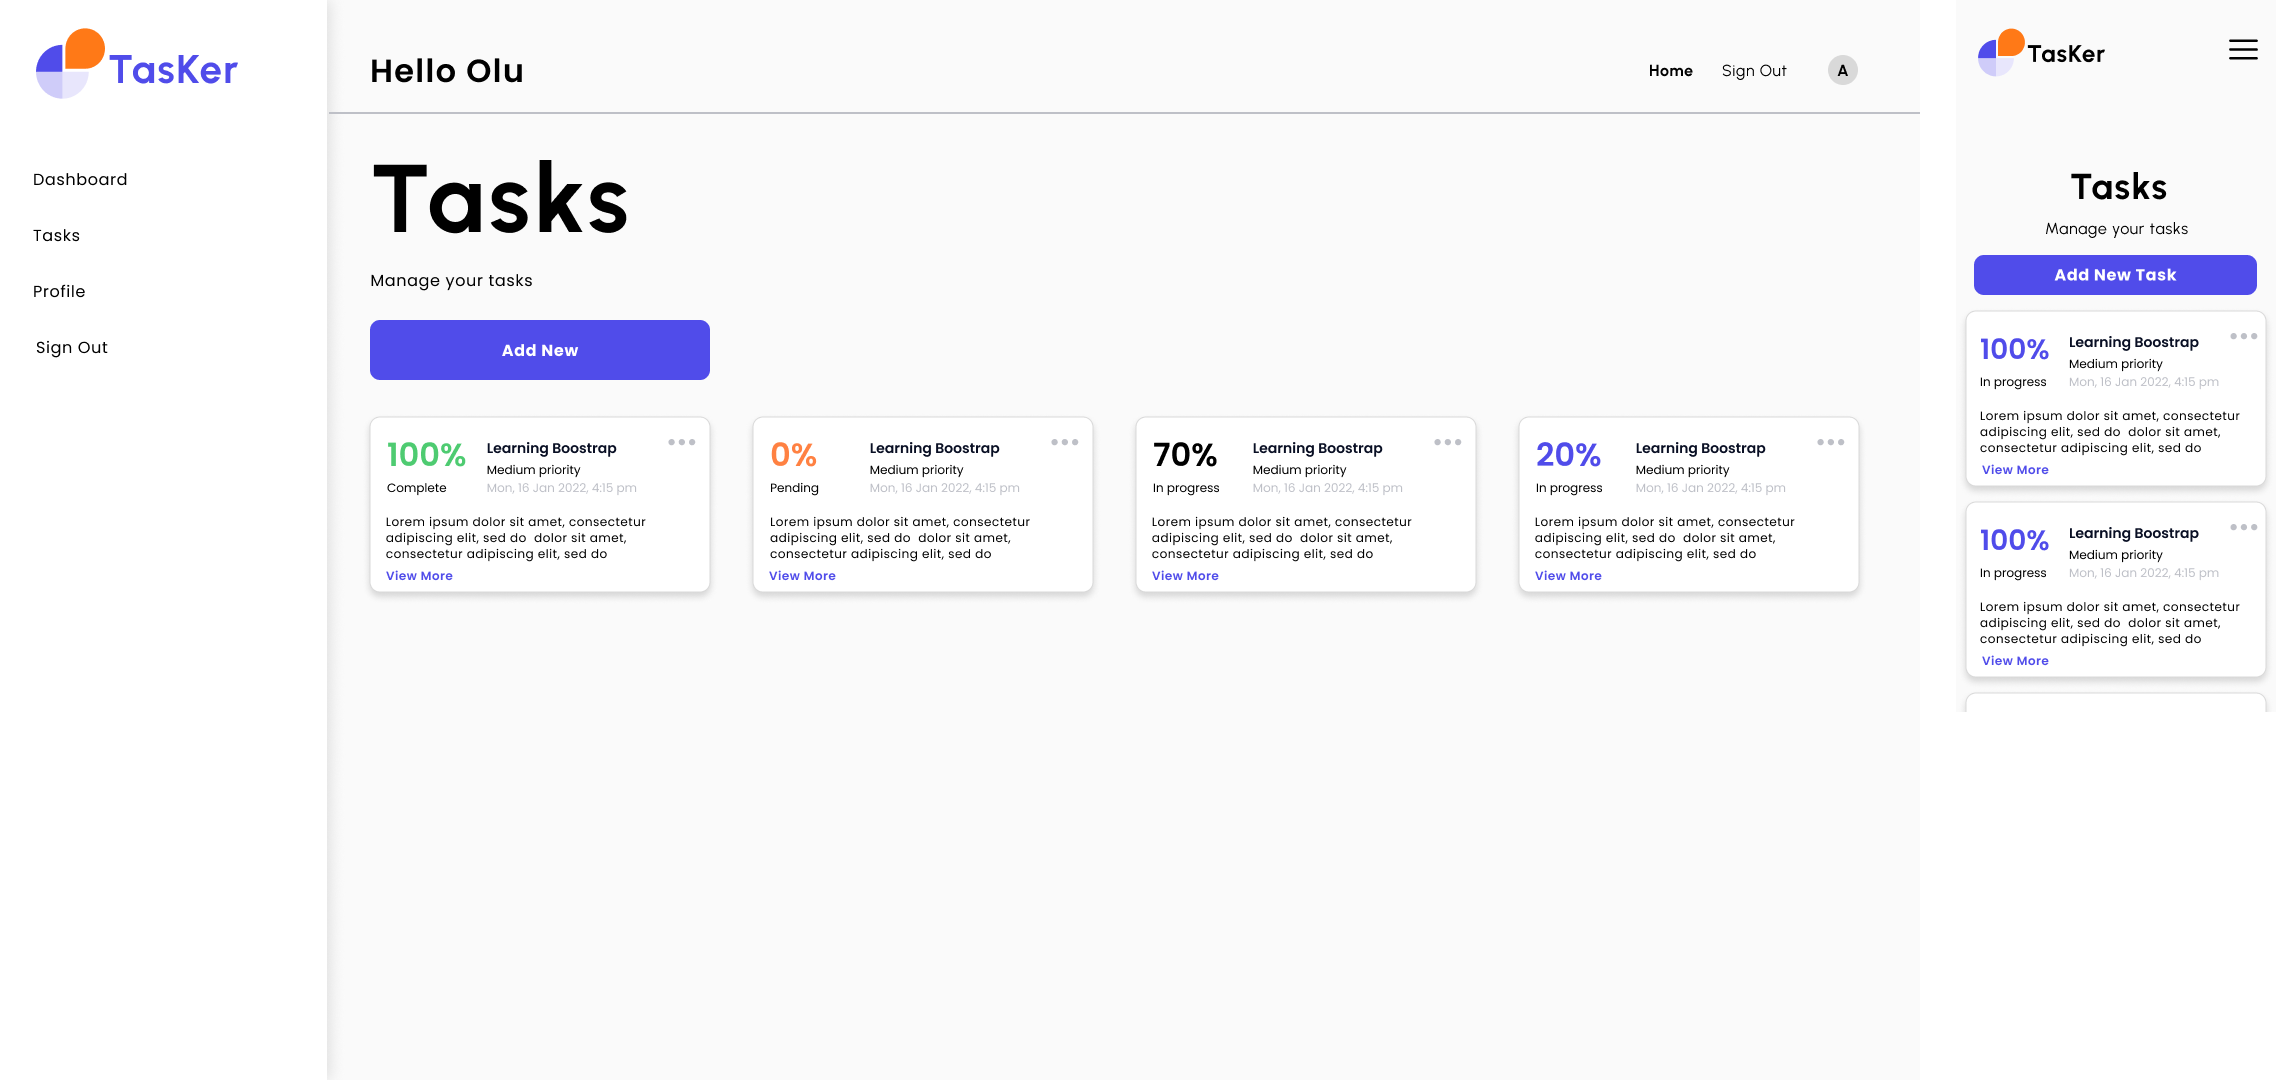 TasKer
Dashboard
Tasks
Profile
Sign Out
Hello Olu
Home
Sign Out
A
Tasks
Manage your tasks
Add New
100%
Complete
Learning Boostrap
Medium priority
Mon, 16 Jan 2022, 4:15 pm
Lorem ipsum dolor sit amet, consectetur
adipiscing elit, sed do  dolor sit amet,
consectetur adipiscing elit, sed do
View More
0%
Pending
Learning Boostrap
Medium priority
Mon, 16 Jan 2022, 4:15 pm
Lorem ipsum dolor sit amet, consectetur
adipiscing elit, sed do  dolor sit amet,
consectetur adipiscing elit, sed do
View More
70%
In progress
Learning Boostrap
Medium priority
Mon, 16 Jan 2022, 4:15 pm
Lorem ipsum dolor sit amet, consectetur
adipiscing elit, sed do  dolor sit amet,
consectetur adipiscing elit, sed do
View More
20%
In progress
Learning Boostrap
Medium priority
Mon, 16 Jan 2022, 4:15 pm
Lorem ipsum dolor sit amet, consectetur
adipiscing elit, sed do  dolor sit amet,
consectetur adipiscing elit, sed do
View More
TasKer
Tasks
Manage your tasks
Add New Task
100%
In progress
Learning Boostrap
Medium priority
Mon, 16 Jan 2022, 4:15 pm
Lorem ipsum dolor sit amet, consectetur
adipiscing elit, sed do  dolor sit amet,
consectetur adipiscing elit, sed do
View More
100%
In progress
Learning Boostrap
Medium priority
Mon, 16 Jan 2022, 4:15 pm
Lorem ipsum dolor sit amet, consectetur
adipiscing elit, sed do  dolor sit amet,
consectetur adipiscing elit, sed do
View More